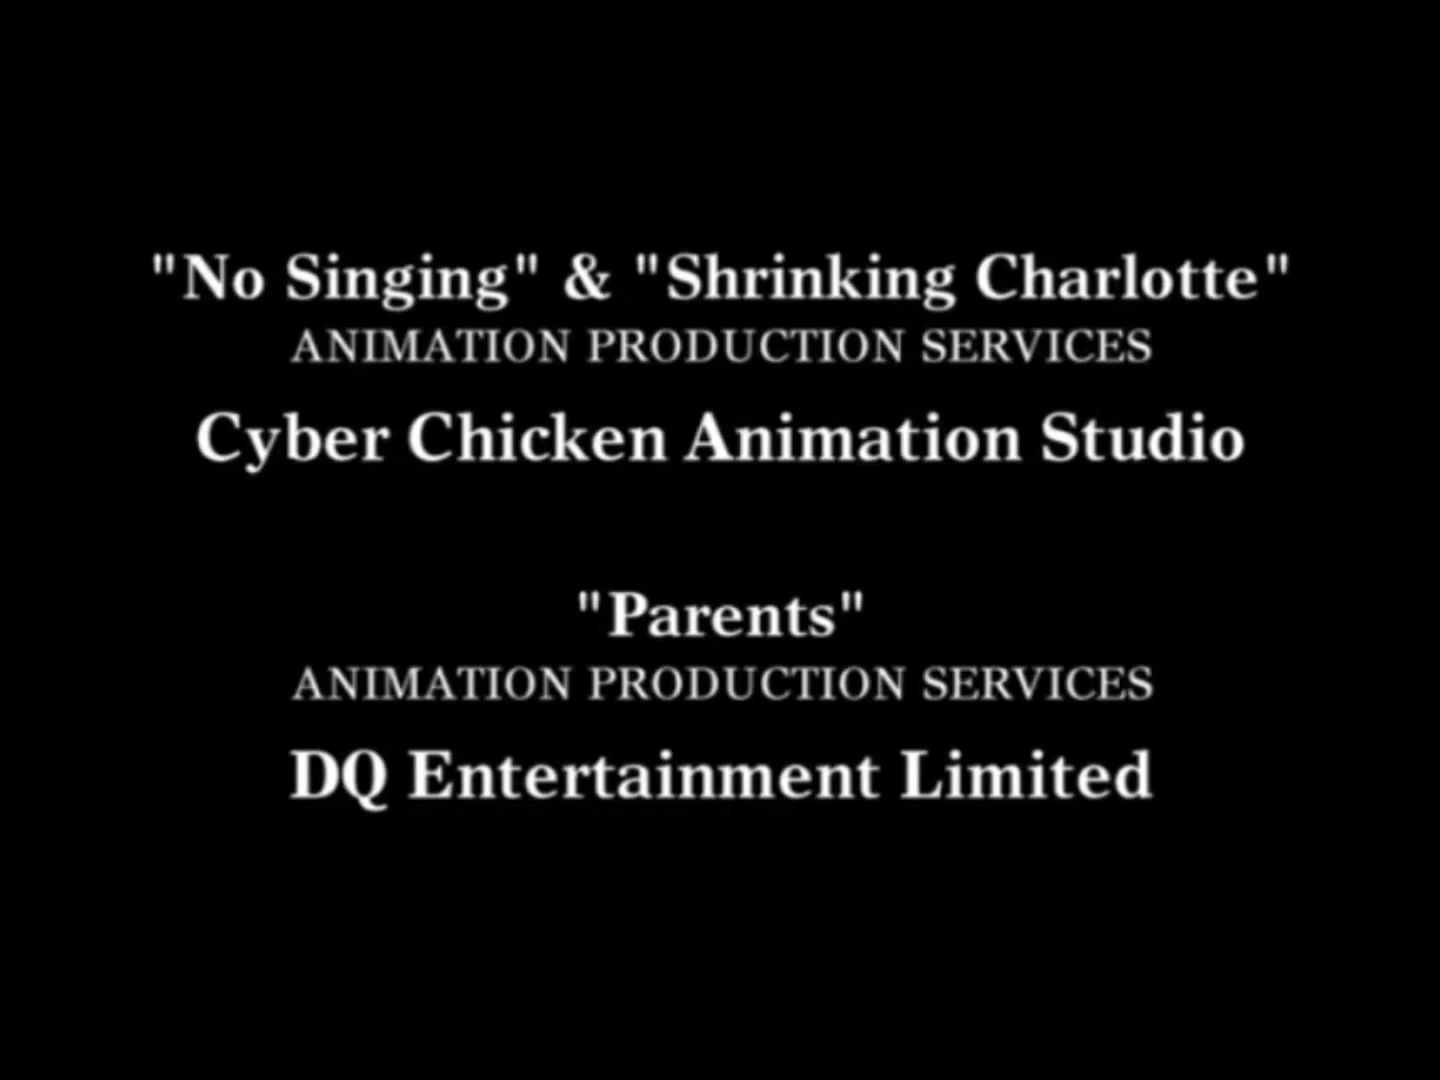 "No Singing" & "Shrinking Charlotte"
ANIMATION PRODUCTION SERVICES
Cyber Chicken Animation Studio
"Parents"
ANIMATION PRODUCTION SERVICES
DQ Entertainment Limited